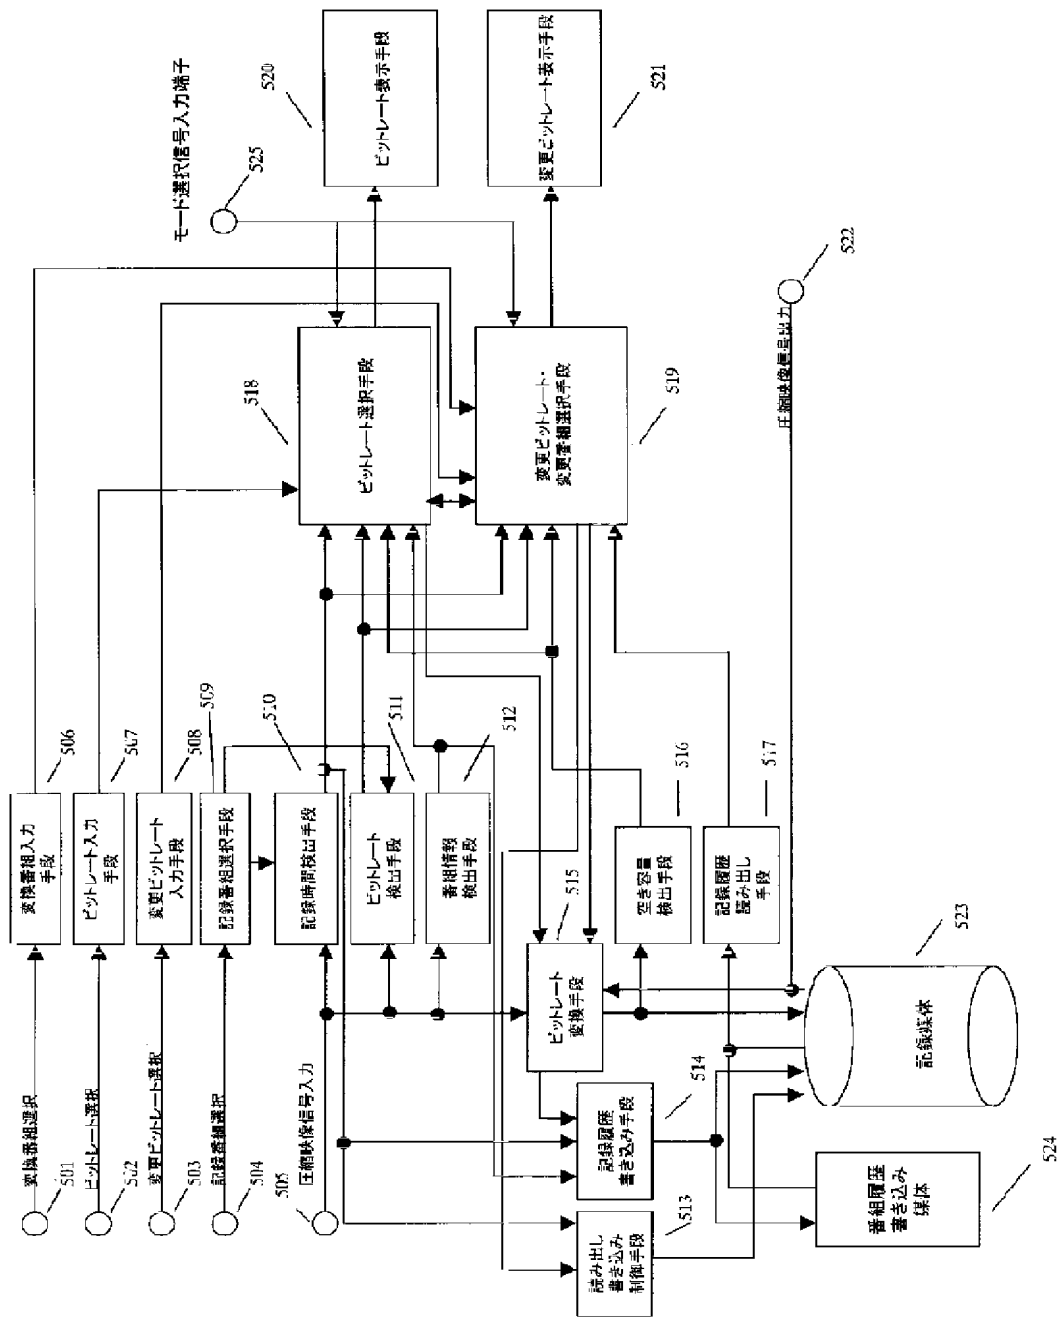 変換番組選択
501
ビットレート選択
502
変更ビットレート選択
503
記録番組選択
504
圧縮映像信号入力
505
変換番組入力
手段
506
ビットレート入力
手段
507
変更ビットレート
入力手段
508
記録番組選択手段
509
記録時間検出手段
510
ビットレート
検出手段
511
番組情報
検出手段
512
読み出し
書き込み
制御手段
513
記録履歴
書き込み手段
514
ビットレート
変換手段
515
空き容量
検出手段
516
記録履歴
読み出し
手段
517
ビットレート選択手段
518
変更ビットレート・
変更番組選択手段
519
ビットレート表示手段
520
変更ビットレート表示手段
521
圧縮映像信号出力
522
記録媒体
523
番組履歴
書き込み
媒体
524
モード選択信号入力端子
525